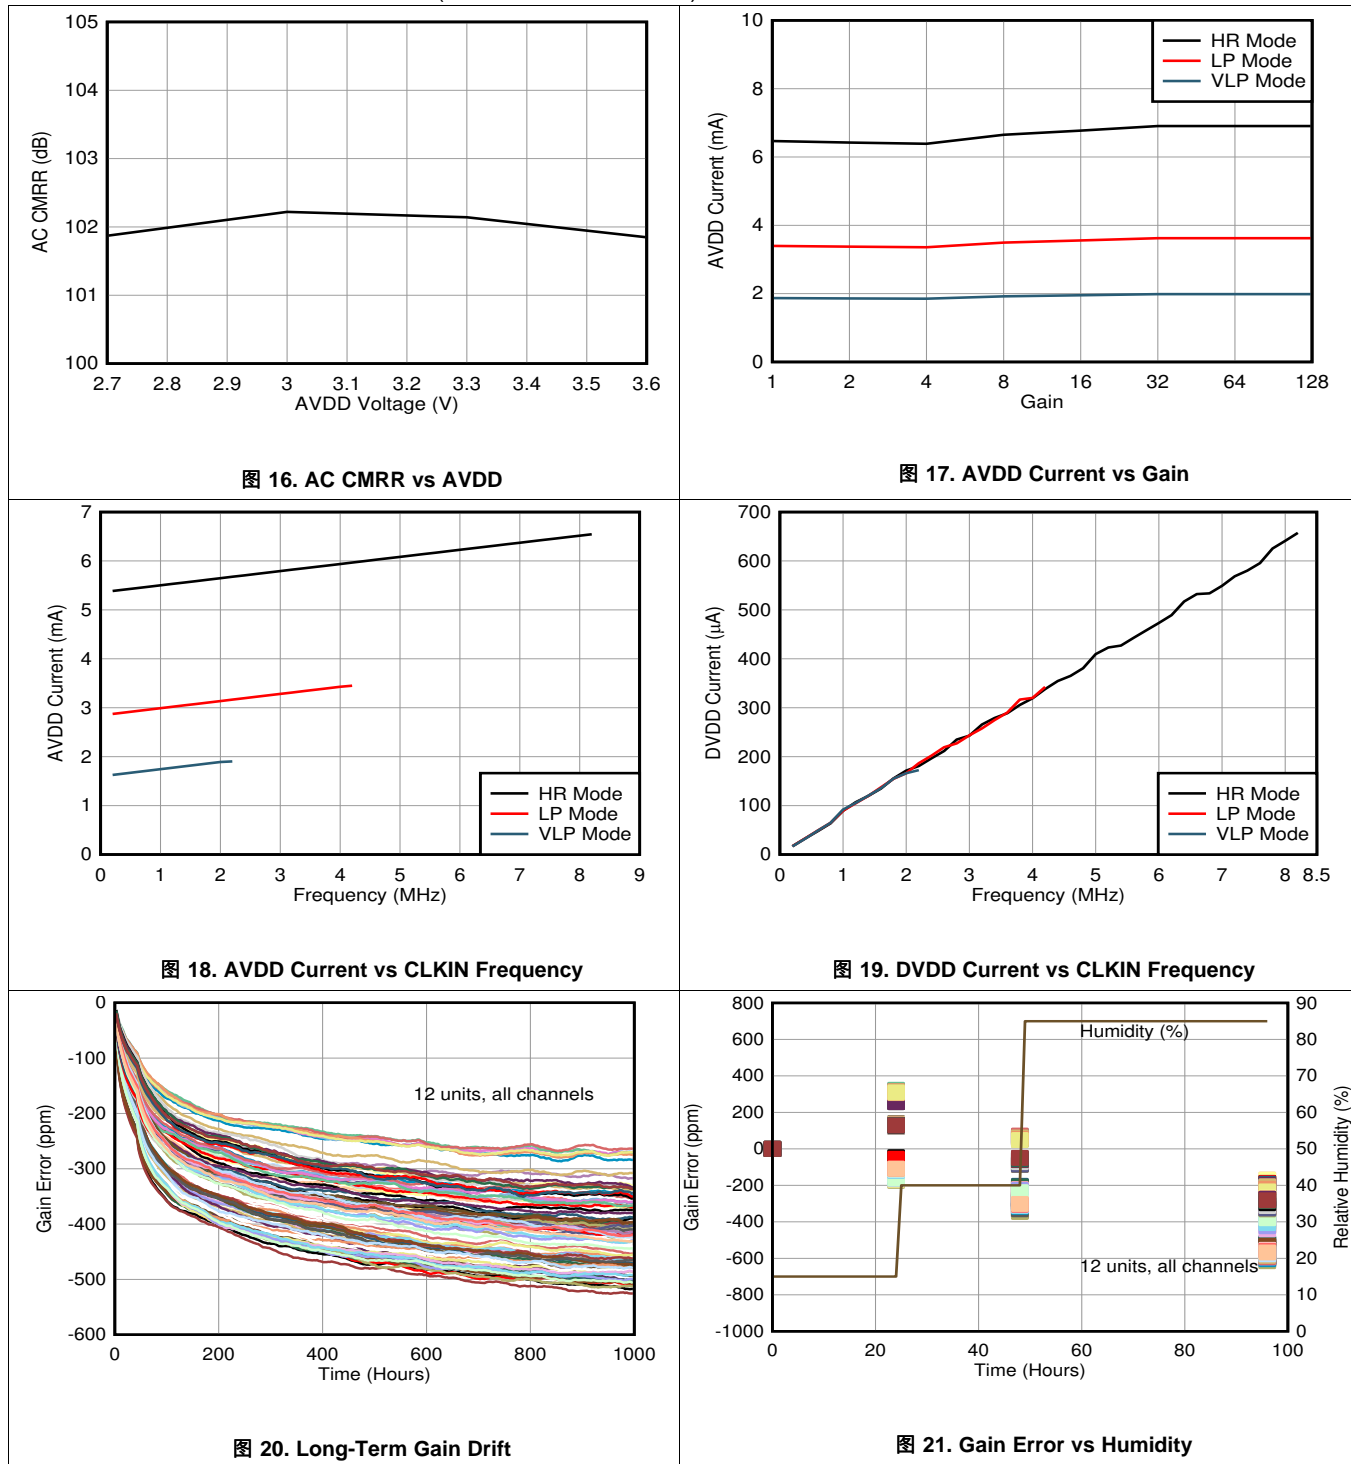 105
104
103
102
101
100
AC CMRR (dB)
2.7 2.8 2.9 3 3.1 3.2 3.3 3.4 3.5 3.6
AVDD Voltage (V)
图 16. AC CMRR vs AVDD
10
8
6
4
2
0
AVDD Current (mA)
HR Mode
LP Mode
VLP Mode
1 2 4 8 16 32 64 128
Gain
图 17. AVDD Current vs Gain
7
6
5
4
3
2
1
0
AVDD Current (mA)
HR Mode
LP Mode
VLP Mode
0 1 2 3 4 5 6 7 8 9
Frequency (MHz)
图 18. AVDD Current vs CLKIN Frequency
700
600
500
400
300
200
100
0
DVDD Current (μA)
HR Mode
LP Mode
VLP Mode
0 1 2 3 4 5 6 7 8 8.5
Frequency (MHz)
图 19. DVDD Current vs CLKIN Frequency
0
-100
-200
-300
-400
-500
-600
Gain Error (ppm)
12 units, all channels
0 200 400 600 800 1000
Time (Hours)
图 20. Long-Term Gain Drift
800
600
400
200
0
-200
-400
-600
-800
-1000
Gain Error (ppm)
Humidity (%)
12 units, all channels
90
80
70
60
50
40
30
20
10
0
Relative Humidity (%)
0 20 40 60 80 100
Time (Hours)
图 21. Gain Error vs Humidity